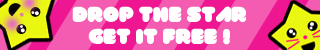 DROP THE STAR
GET IT FREE !